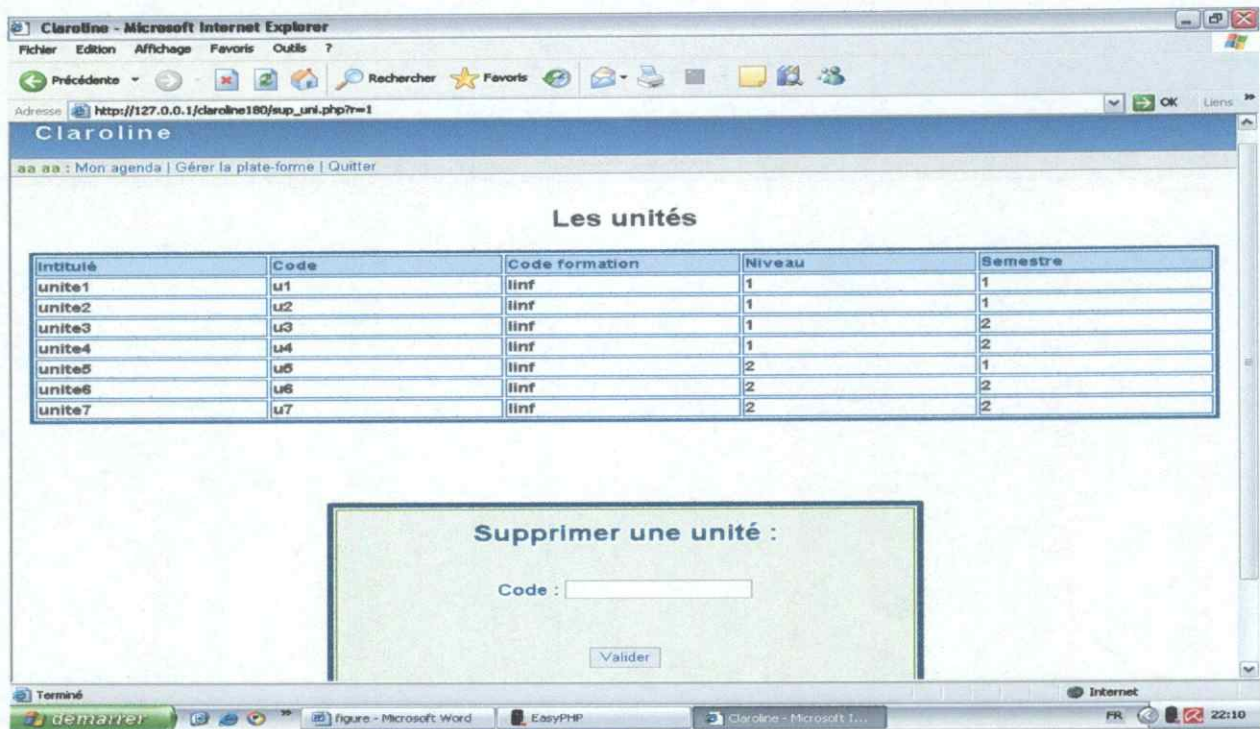 Claroline - Microsoft Internet Explorer
Fichier Edition Affichage Favoris Outils ?
Précédente Rechercher Favoris
Adresse http://127.0.0.1/claroline180/sup_uni.php?r=1 OK Liens »
Claroline
aa aa : Mon agenda | Gérer la plate-forme | Quitter
Les unités
Intitulé Code Code formation Niveau Semestre
unite1 u1 linf 1 1
unite2 u2 linf 1 1
unite3 u3 linf 1 2
unite4 u4 linf 1 2
unite5 u5 linf 2 1
unite6 u6 linf 2 2
unite7 u7 linf 2 2
Supprimer une unité :
Code :
Valider
Terminé Internet
démarrer » figure - Microsoft Word EasyPHP Claroline - Microsoft I... FR 22:10